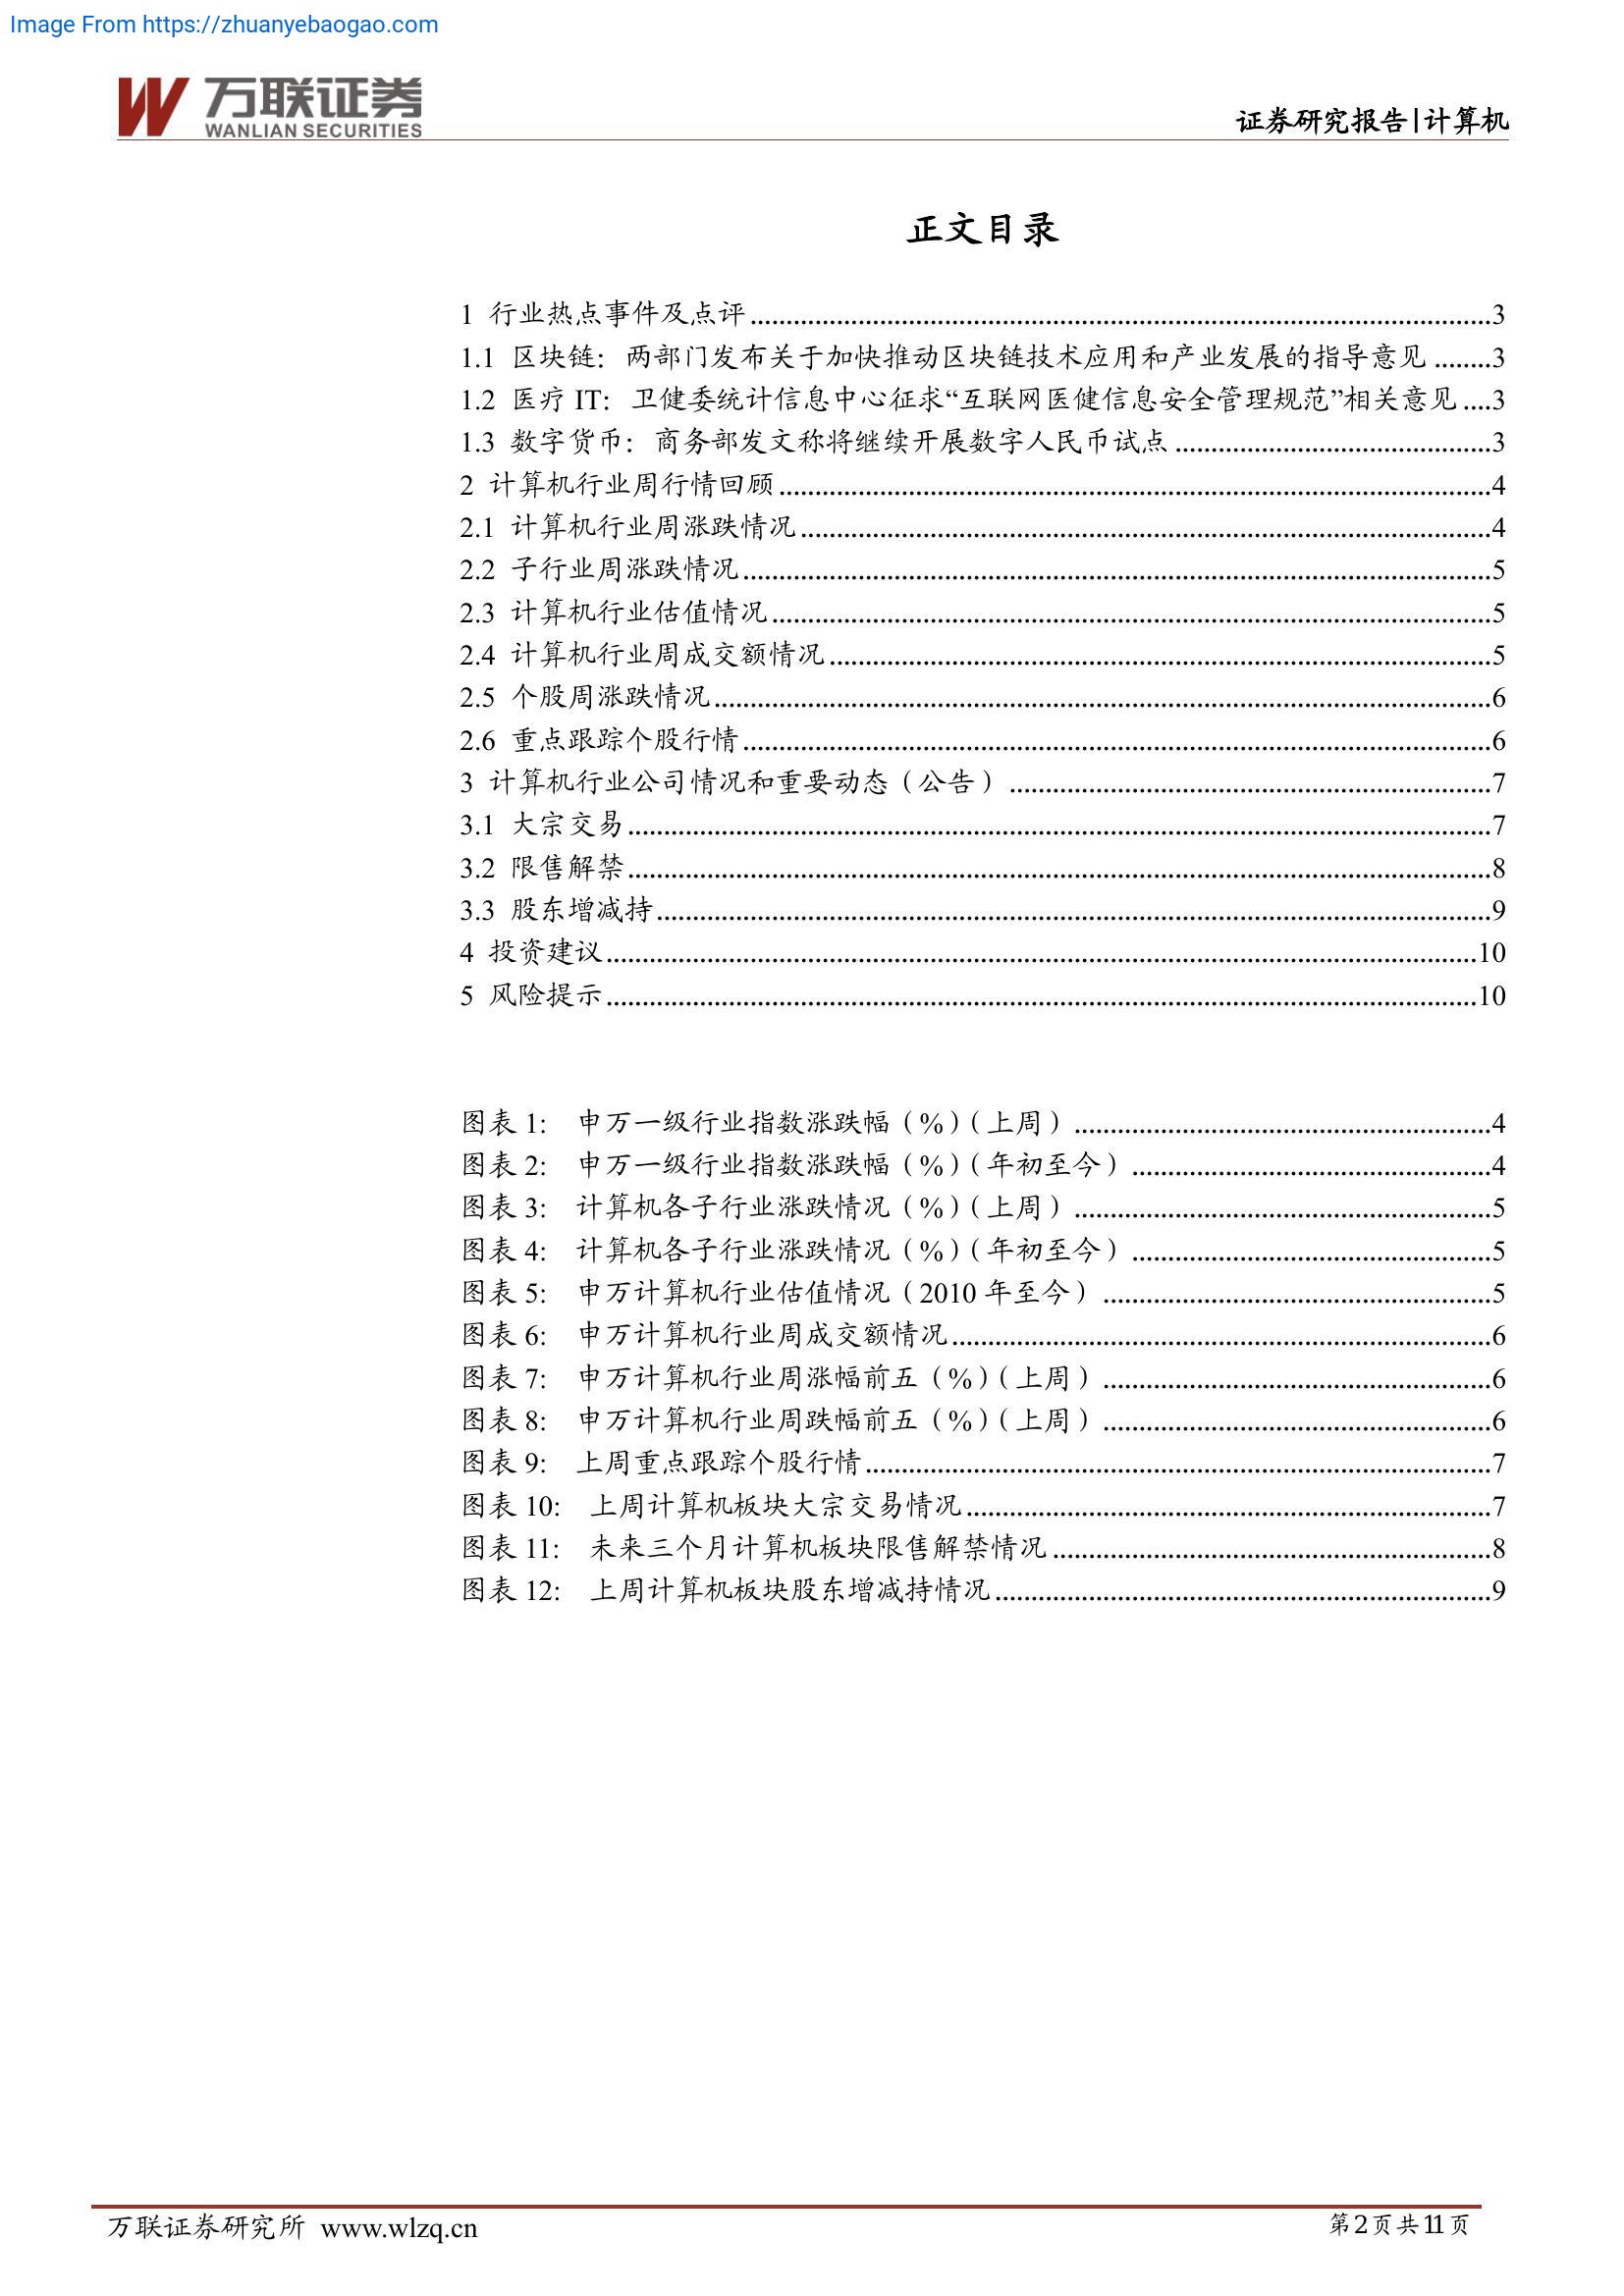 Image From https://zhuanyebaogao.com
万联证券
WANLIAN SECURITIES
证券研究报告|计算机
正文目录
1 行业热点事件及点评........3
1.1 区块链：两部门发布关于加快推动区块链技术应用和产业发展的指导意见........3
1.2 医疗 IT：卫健委统计信息中心征求“互联网医健信息安全管理规范”相关意见....3
1.3 数字货币：商务部发文称将继续开展数字人民币试点........3
2 计算机行业周行情回顾........4
2.1 计算机行业周涨跌情况........4
2.2 子行业周涨跌情况........5
2.3 计算机行业估值情况........5
2.4 计算机行业周成交额情况........5
2.5 个股周涨跌情况........6
2.6 重点跟踪个股行情........6
3 计算机行业公司情况和重要动态（公告）........7
3.1 大宗交易........7
3.2 限售解禁........8
3.3 股东增减持........9
4 投资建议........10
5 风险提示........10
图表 1： 申万一级行业指数涨跌幅（%）（上周）........4
图表 2： 申万一级行业指数涨跌幅（%）（年初至今）........4
图表 3： 计算机各子行业涨跌情况（%）（上周）........5
图表 4： 计算机各子行业涨跌情况（%）（年初至今）........5
图表 5： 申万计算机行业估值情况（2010 年至今）........5
图表 6： 申万计算机行业周成交额情况........6
图表 7： 申万计算机行业周涨幅前五（%）（上周）........6
图表 8： 申万计算机行业周跌幅前五（%）（上周）........6
图表 9： 上周重点跟踪个股行情........7
图表 10： 上周计算机板块大宗交易情况........7
图表 11： 未来三个月计算机板块限售解禁情况........8
图表 12： 上周计算机板块股东增减持情况........9
万联证券研究所 www.wlzq.cn
第 2 页 共 11 页